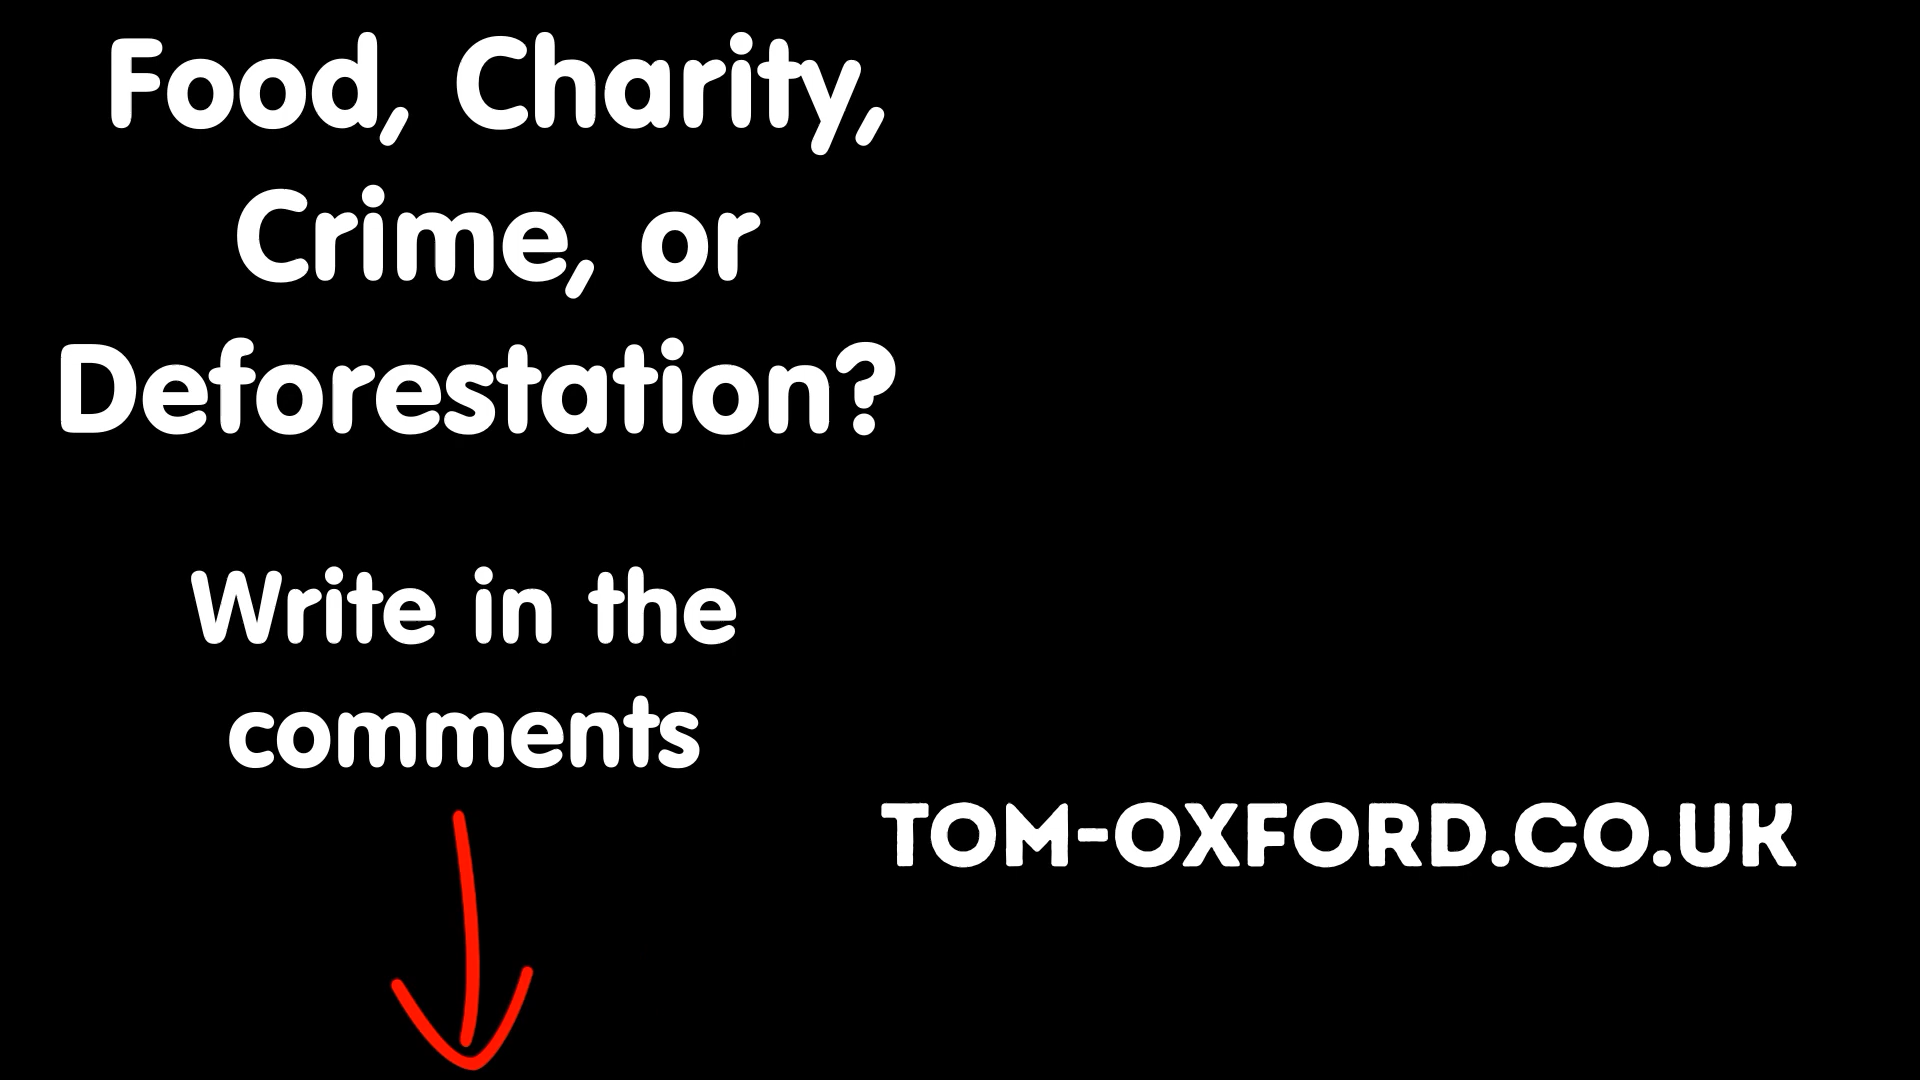 Food, Charity,
Crime, or
Deforestation?
Write in the
comments
TOM-OXFORD.CO.UK